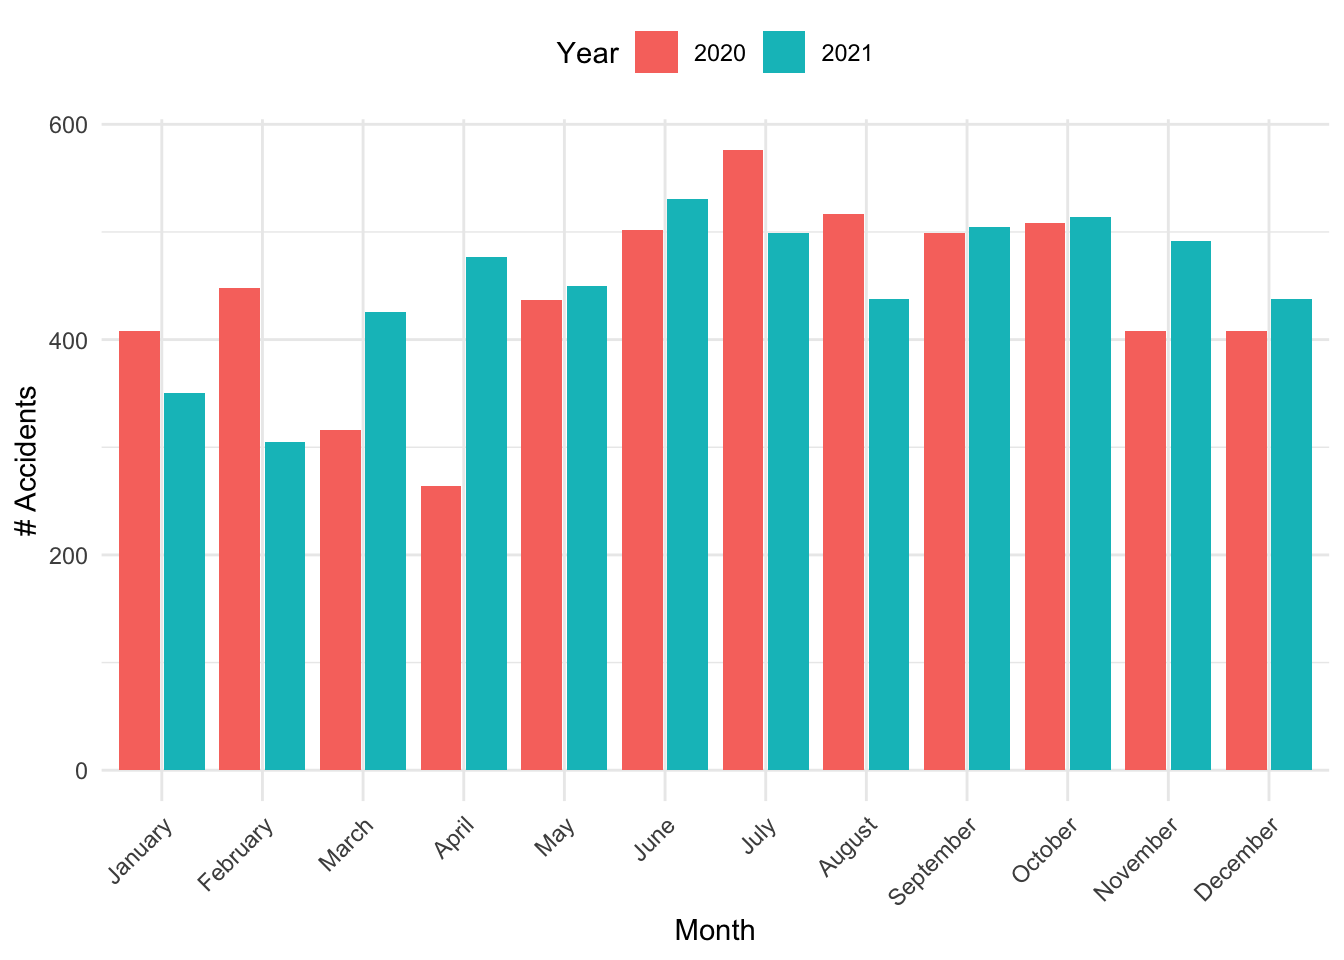 Year 2020 2021
600
400
200
0
# Accidents
January February March April May June July August September October November December
Month